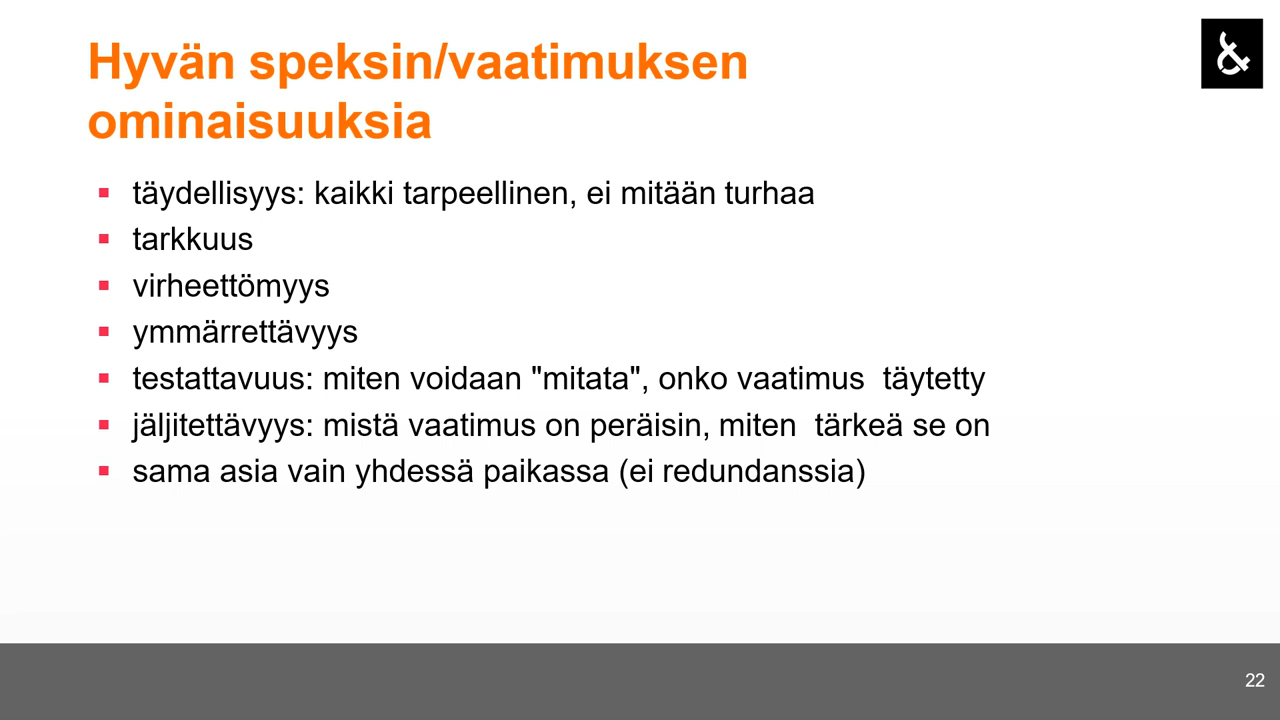 Hyvän speksin/vaatimuksen
ominaisuuksia
&
täydellisyys: kaikki tarpeellinen, ei mitään turhaa
tarkkuus
virheettömyys
ymmärrettävyys
testattavuus: miten voidaan "mitata", onko vaatimus  täytetty
jäljitettävyys: mistä vaatimus on peräisin, miten  tärkeä se on
sama asia vain yhdessä paikassa (ei redundanssia)
22